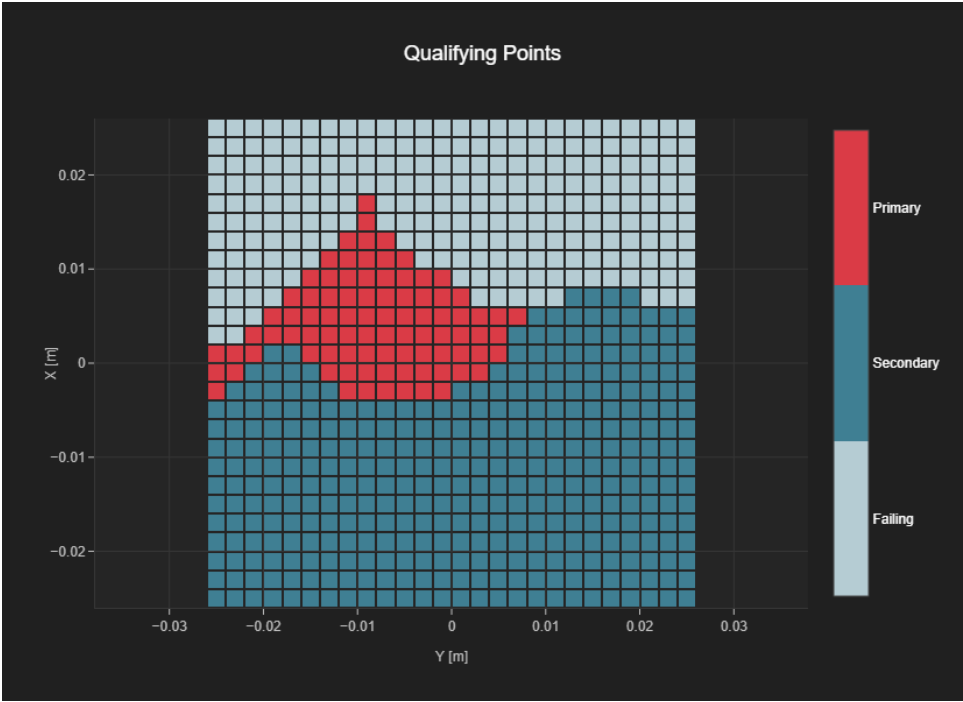 Qualifying Points
0.02
0.01
0
−0.01
−0.02
X [m]
−0.03
−0.02
−0.01
0
0.01
0.02
0.03
Y [m]
Primary
Secondary
Failing